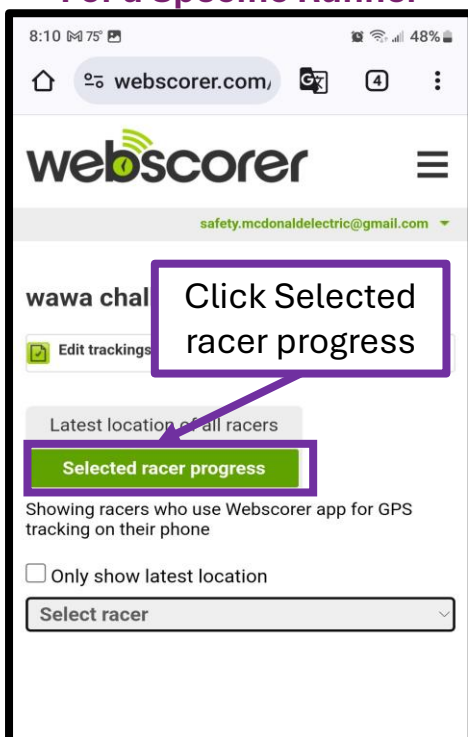 For a Specific Runner
8:10 75° 48%
webscorer.com/ 4
webscorer
safety.mcdonaldelectric@gmail.com
wawa chal
Click Selected
racer progress
Edit trackings
Latest location of all racers
Selected racer progress
Showing racers who use Webscorer app for GPS
tracking on their phone
Only show latest location
Select racer